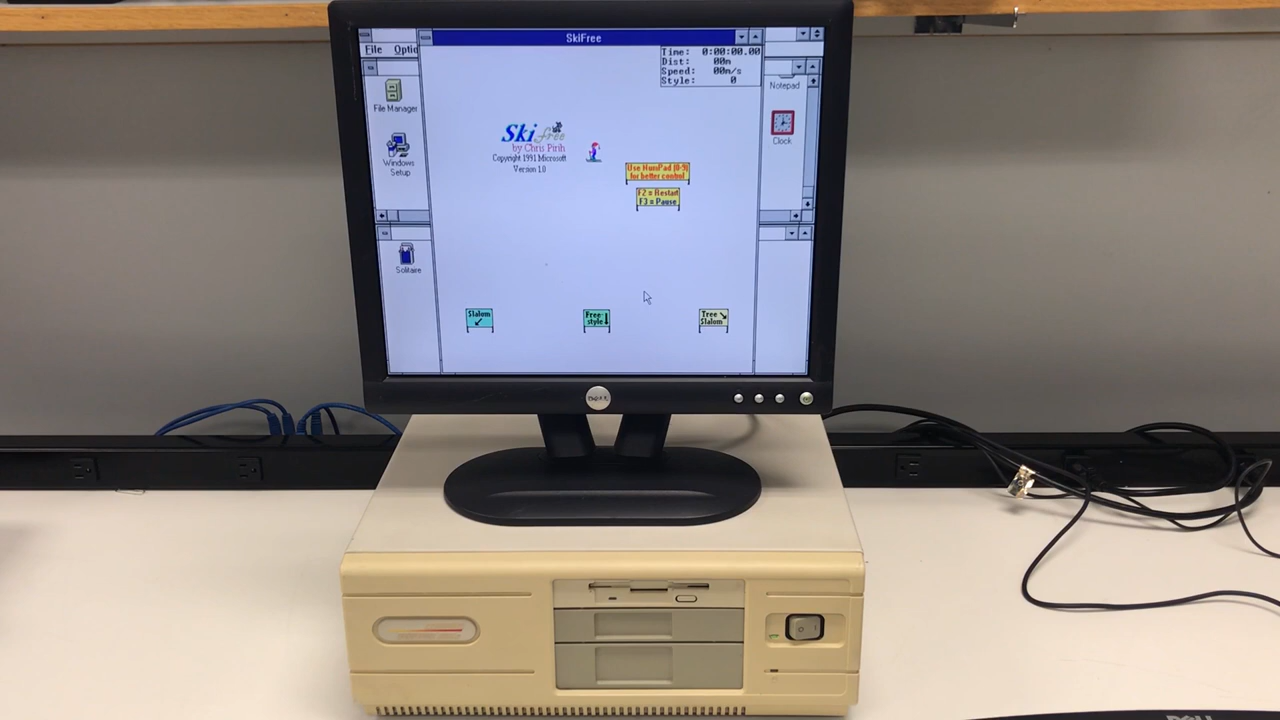 SkiFree
File Optio
Time: 0:00:00.00
Dist: 00m
Speed: 00m/s
Style: 0
File Manager
Notepad
Clock
Windows
Setup
Ski free
by Chris Pirih
Copyright 1991 Microsoft
Version 1.0
Use NumPad (0-9)
for better control
F2 = Restart
F3 = Pause
Solitaire
Slalom
Free-
style
Tree
Slalom
DELL
DELL